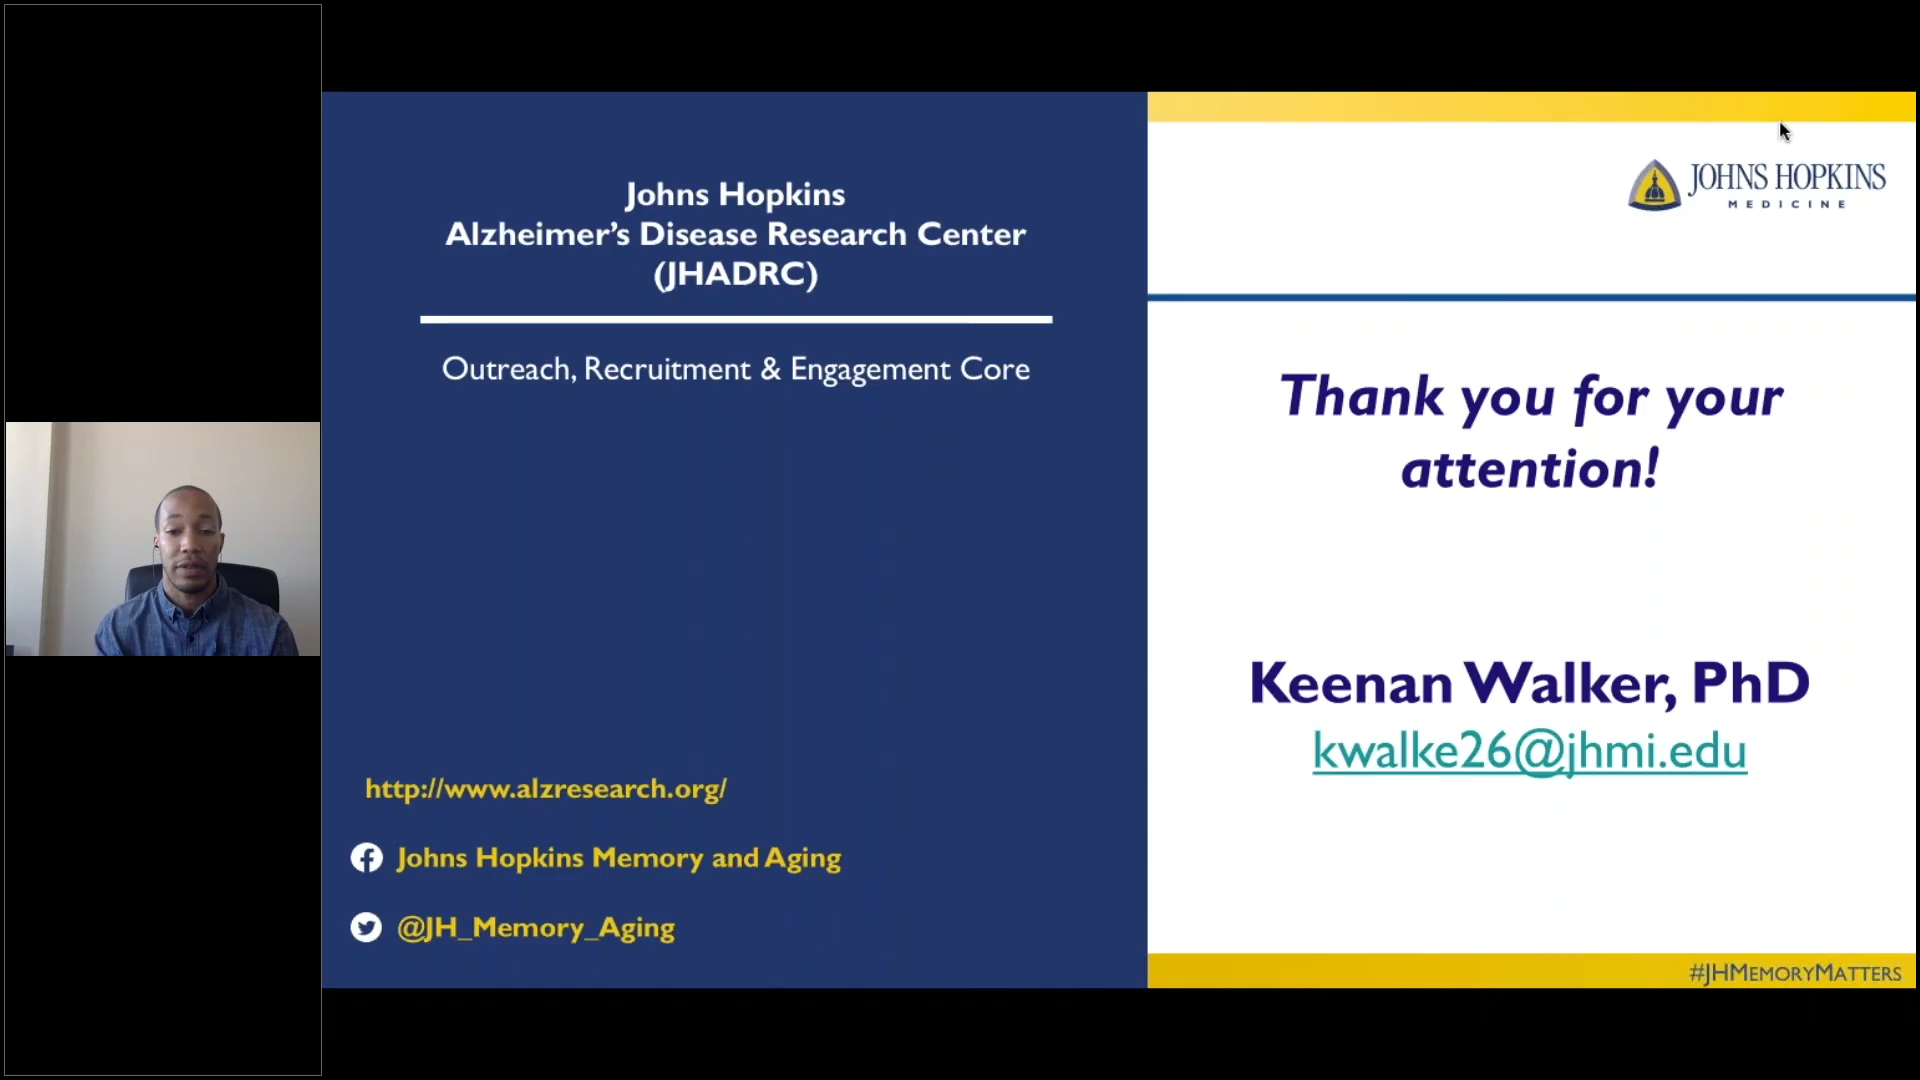 Johns Hopkins
Alzheimer’s Disease Research Center
(JHADRC)
Outreach, Recruitment & Engagement Core
http://www.alzresearch.org/
Johns Hopkins Memory and Aging
@JH_Memory_Aging
JOHNS HOPKINS
MEDICINE
Thank you for your
attention!
Keenan Walker, PhD
kwalke26@jhmi.edu
#JHMEMORYMATTERS